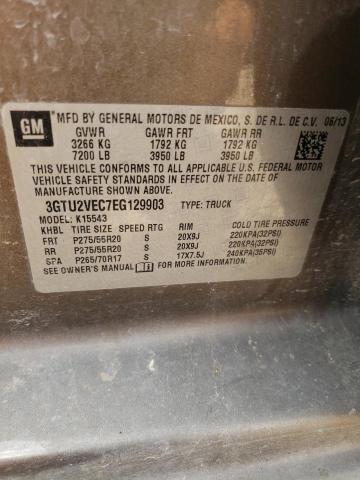 GM
MFD BY GENERAL MOTORS DE MEXICO, S. DE R.L. DE C.V. 06/13
GVWR GAWR FRT GAWR RR
3266 KG 1792 KG 1792 KG
7200 LB 3950 LB 3950 LB
THIS VEHICLE CONFORMS TO ALL APPLICABLE U.S. FEDERAL MOTOR
VEHICLE SAFETY STANDARDS IN EFFECT ON THE DATE OF
MANUFACTURE SHOWN ABOVE.
3GTU2VEC7EG129903 TYPE: TRUCK
MODEL: K15543
KHBL TIRE SIZE SPEED RTG RIM COLD TIRE PRESSURE
FRT P275/55R20 S 20X9J 220KPA(32PSI)
RR P275/55R20 S 20X9J 220KPA(32PSI)
SPA P265/70R17 S 17X7.5J 240KPA(35PSI)
SEE OWNER'S MANUAL FOR MORE INFORMATION.